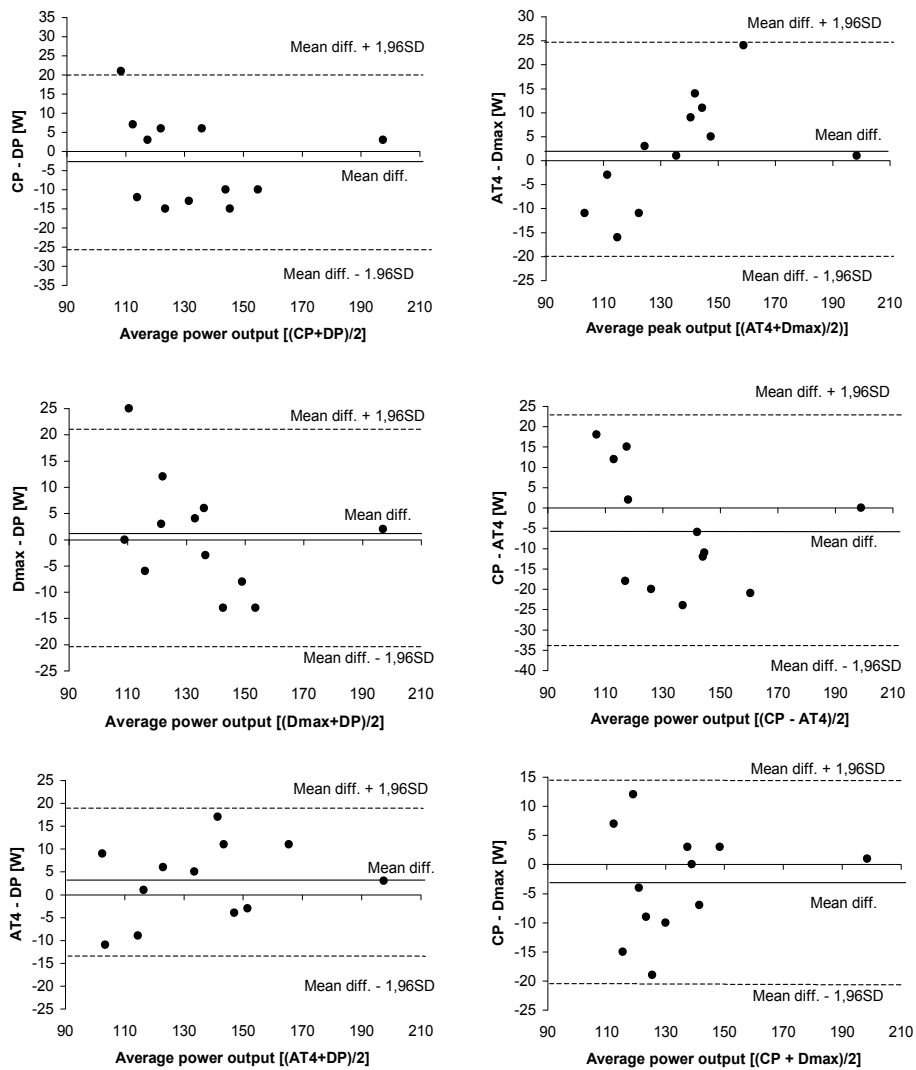 35
30
25
20
15
10
5
0
-5
-10
-15
-20
-25
-30
-35
CP - DP [W]
Mean diff. + 1,96SD
Mean diff.
Mean diff. - 1.96SD
90 110 130 150 170 190 210
Average power output [(CP+DP)/2]
30
25
20
15
10
5
0
-5
-10
-15
-20
-25
AT4 - Dmax [W]
Mean diff. + 1,96SD
Mean diff.
Mean diff. - 1,96SD
90 110 130 150 170 190 210
Average peak output [(AT4+Dmax)/2)]
25
20
15
10
5
0
-5
-10
-15
-20
-25
Dmax - DP [W]
Mean diff. + 1,96SD
Mean diff.
Mean diff. - 1,96SD
90 110 130 150 170 190 210
Average power output [(Dmax+DP)/2]
25
20
15
10
5
0
-5
-10
-15
-20
-25
-30
-35
-40
CP - AT4 [W]
Mean diff. + 1,96SD
Mean diff.
Mean diff. - 1,96SD
90 110 130 150 170 190 210
Average power output [(CP - AT4)/2]
25
20
15
10
5
0
-5
-10
-15
-20
-25
AT4 - DP [W]
Mean diff. + 1,96SD
Mean diff.
Mean diff. - 1,96SD
90 110 130 150 170 190 210
Average power output [(AT4+DP)/2]
15
10
5
0
-5
-10
-15
-20
-25
CP - Dmax [W]
Mean diff. + 1,96SD
Mean diff.
Mean diff. - 1,96SD
90 110 130 150 170 190 210
Average power output [(CP + Dmax)/2]